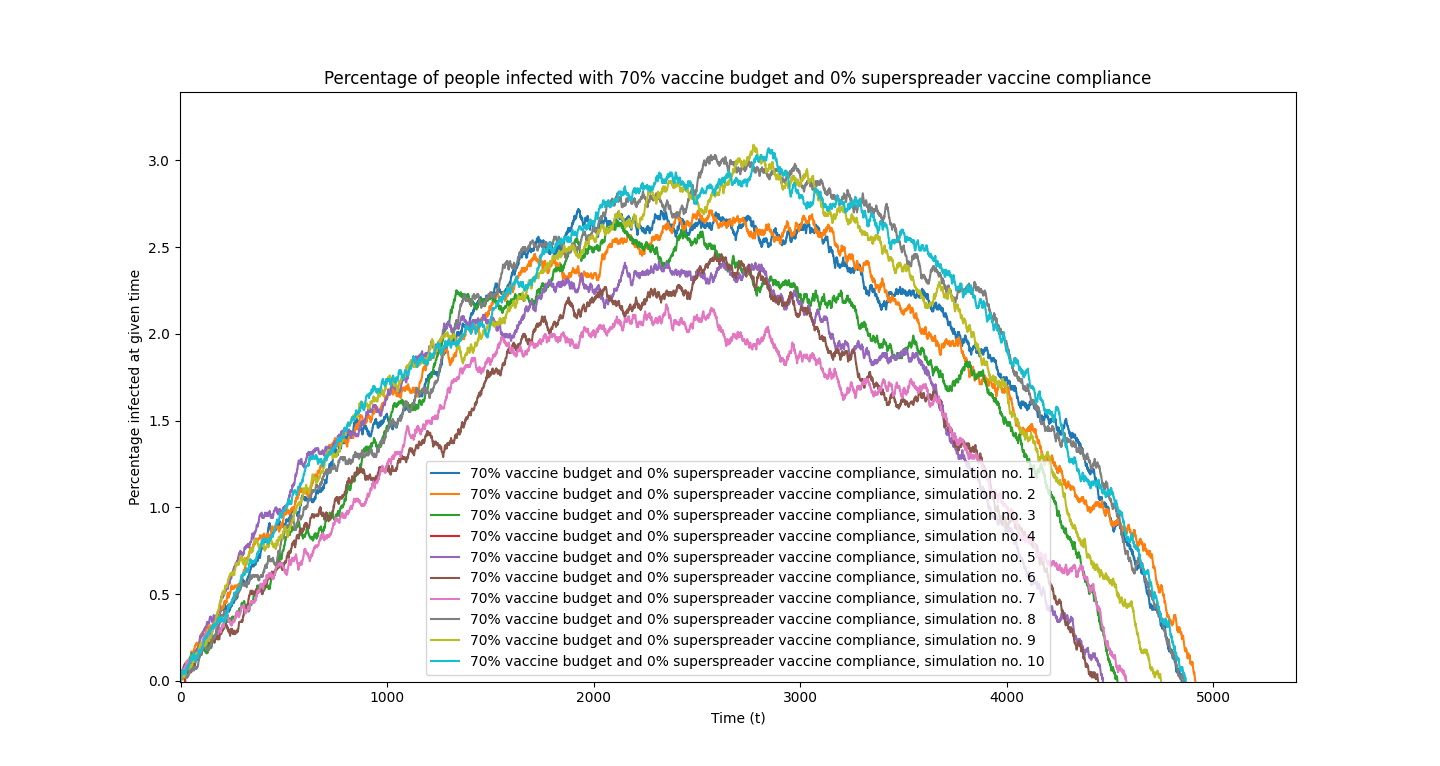 Percentage of people infected with 70% vaccine budget and 0% superspreader vaccine compliance
Percentage infected at given time
3.0
2.5
2.0
1.5
1.0
0.5
0.0
70% vaccine budget and 0% superspreader vaccine compliance, simulation no. 1
70% vaccine budget and 0% superspreader vaccine compliance, simulation no. 2
70% vaccine budget and 0% superspreader vaccine compliance, simulation no. 3
70% vaccine budget and 0% superspreader vaccine compliance, simulation no. 4
70% vaccine budget and 0% superspreader vaccine compliance, simulation no. 5
70% vaccine budget and 0% superspreader vaccine compliance, simulation no. 6
70% vaccine budget and 0% superspreader vaccine compliance, simulation no. 7
70% vaccine budget and 0% superspreader vaccine compliance, simulation no. 8
70% vaccine budget and 0% superspreader vaccine compliance, simulation no. 9
70% vaccine budget and 0% superspreader vaccine compliance, simulation no. 10
0 1000 2000 3000 4000 5000
Time (t)